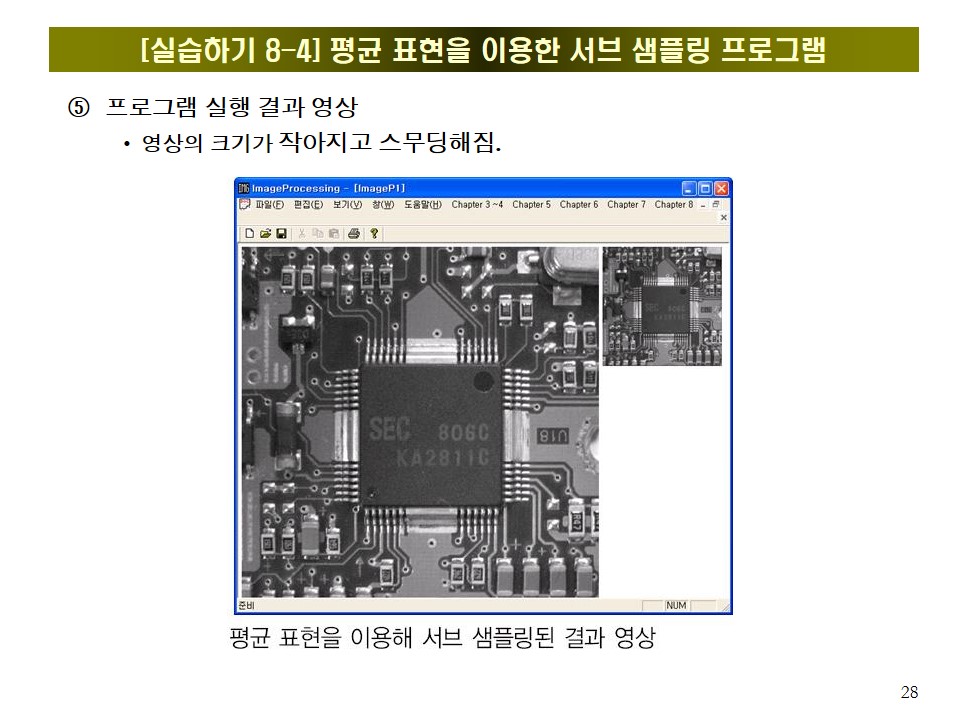 [실습하기 8-4] 평균 표현을 이용한 서브 샘플링 프로그램
⑤ 프로그램 실행 결과 영상
• 영상의 크기가 작아지고 스무딩해짐.
ImageProcessing - [ImageP1]
파일(F) 편집(E) 보기(V) 창(W) 도움말(H) Chapter 3 ~4 Chapter 5 Chapter 6 Chapter 7 Chapter 8
SEC 806C
KA2811C
U18
준비 NUM
평균 표현을 이용해 서브 샘플링된 결과 영상
28